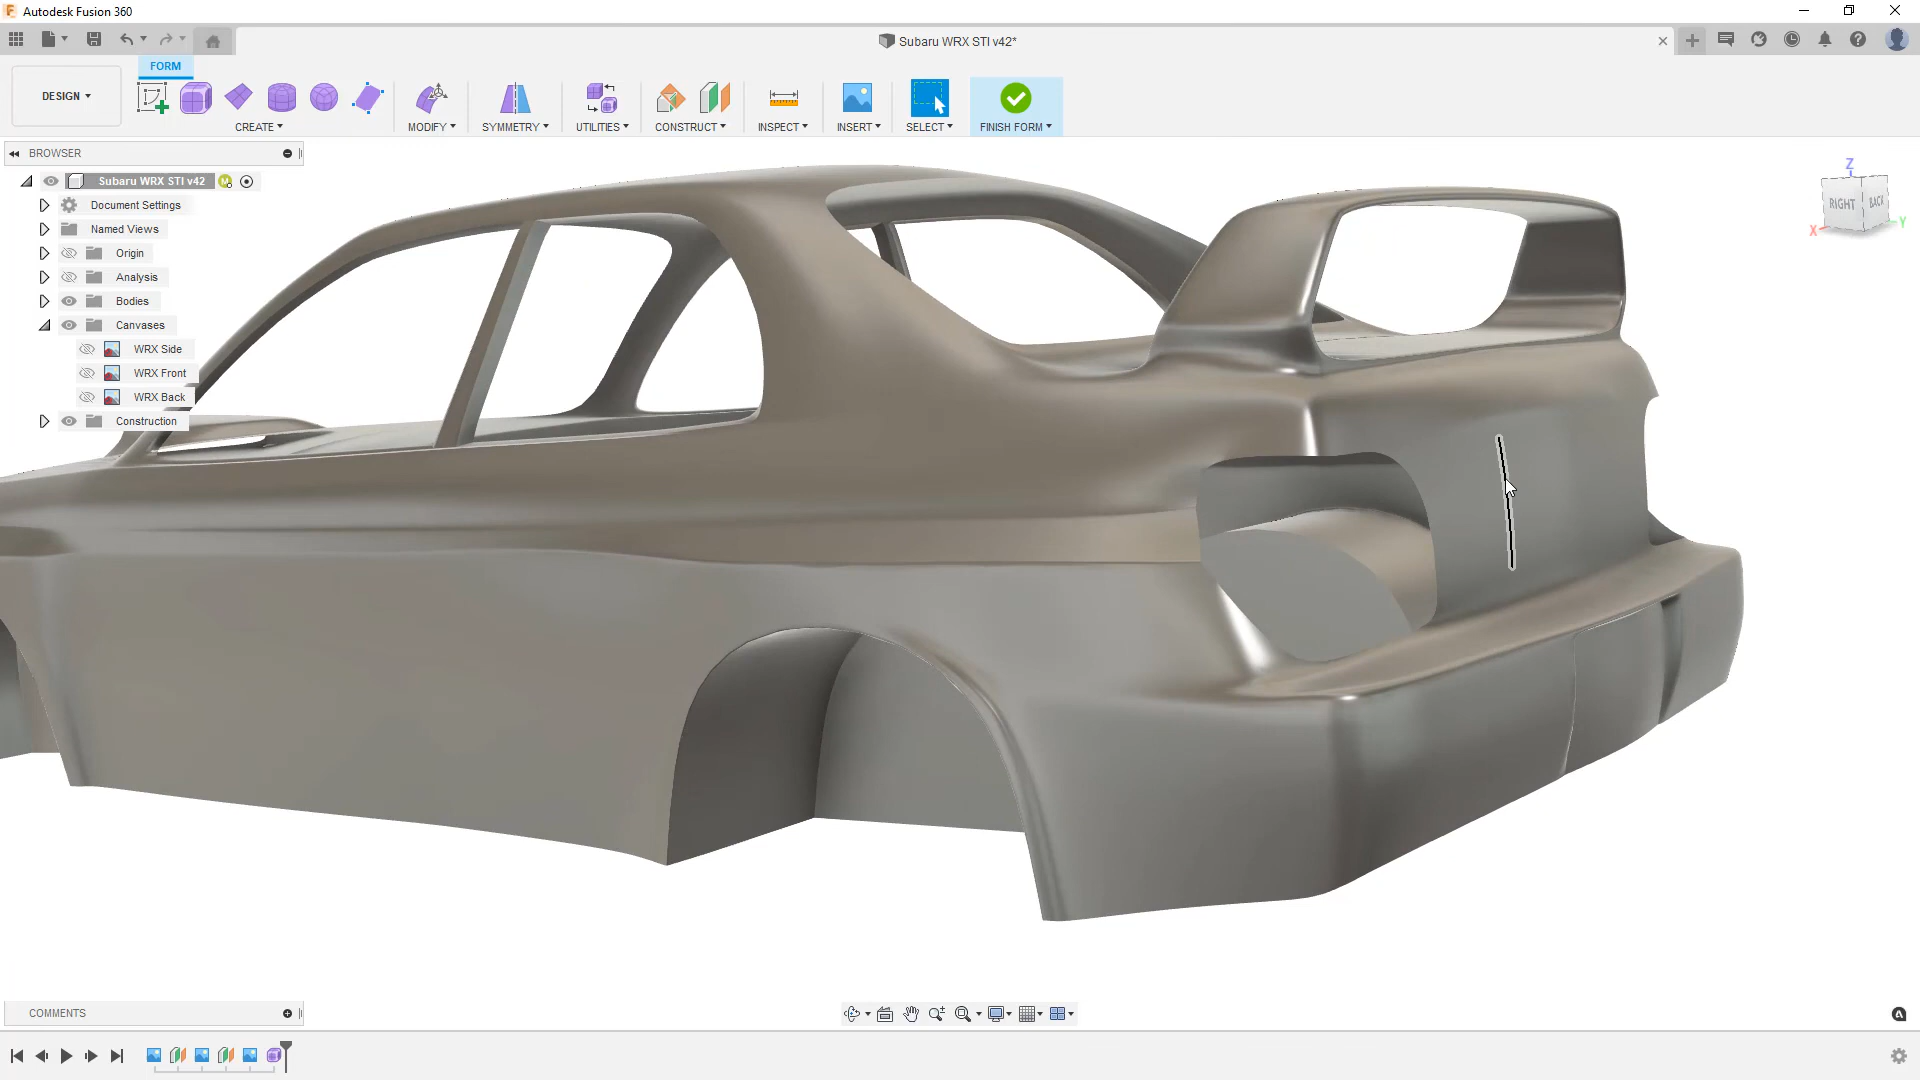 Autodesk Fusion 360
Subaru WRX STI v42*
FORM
DESIGN
CREATE
MODIFY
SYMMETRY
UTILITIES
CONSTRUCT
INSPECT
INSERT
SELECT
FINISH FORM
BROWSER
Subaru WRX STI v42
Document Settings
Named Views
Origin
Analysis
Bodies
Canvases
WRX Side
WRX Front
WRX Back
Construction
Z
RIGHT
BACK
X
Y
COMMENTS